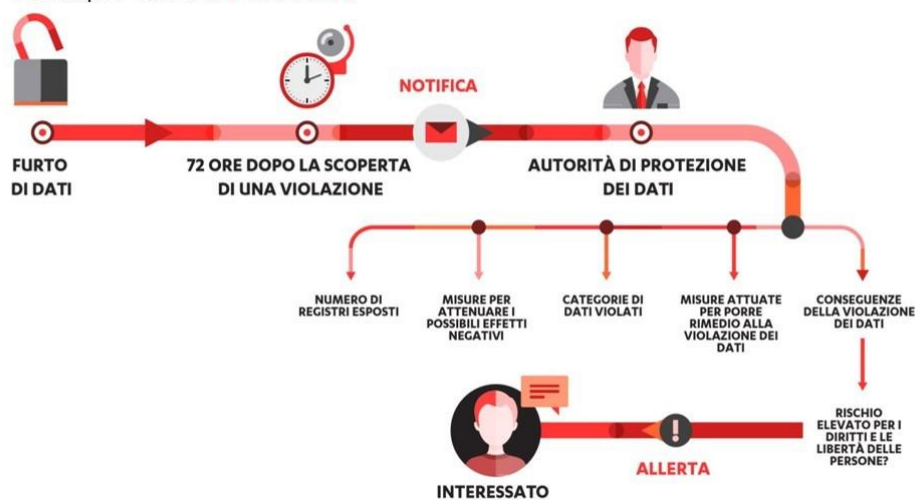 NOTIFICA
FURTO
DI DATI
72 ORE DOPO LA SCOPERTA
DI UNA VIOLAZIONE
AUTORITÀ DI PROTEZIONE
DEI DATI
NUMERO DI
REGISTRI ESPOSTI
MISURE PER
ATTENUARE I
POSSIBILI EFFETTI
NEGATIVI
CATEGORIE DI
DATI VIOLATI
MISURE ATTUATE
PER PORRE
RIMEDIO ALLA
VIOLAZIONE DEI
DATI
CONSEGUENZE
DELLA VIOLAZIONE
DEI DATI
RISCHIO
ELEVATO PER I
DIRITTI E LE
LIBERTÀ DELLE
PERSONE?
ALLERTA
INTERESSATO